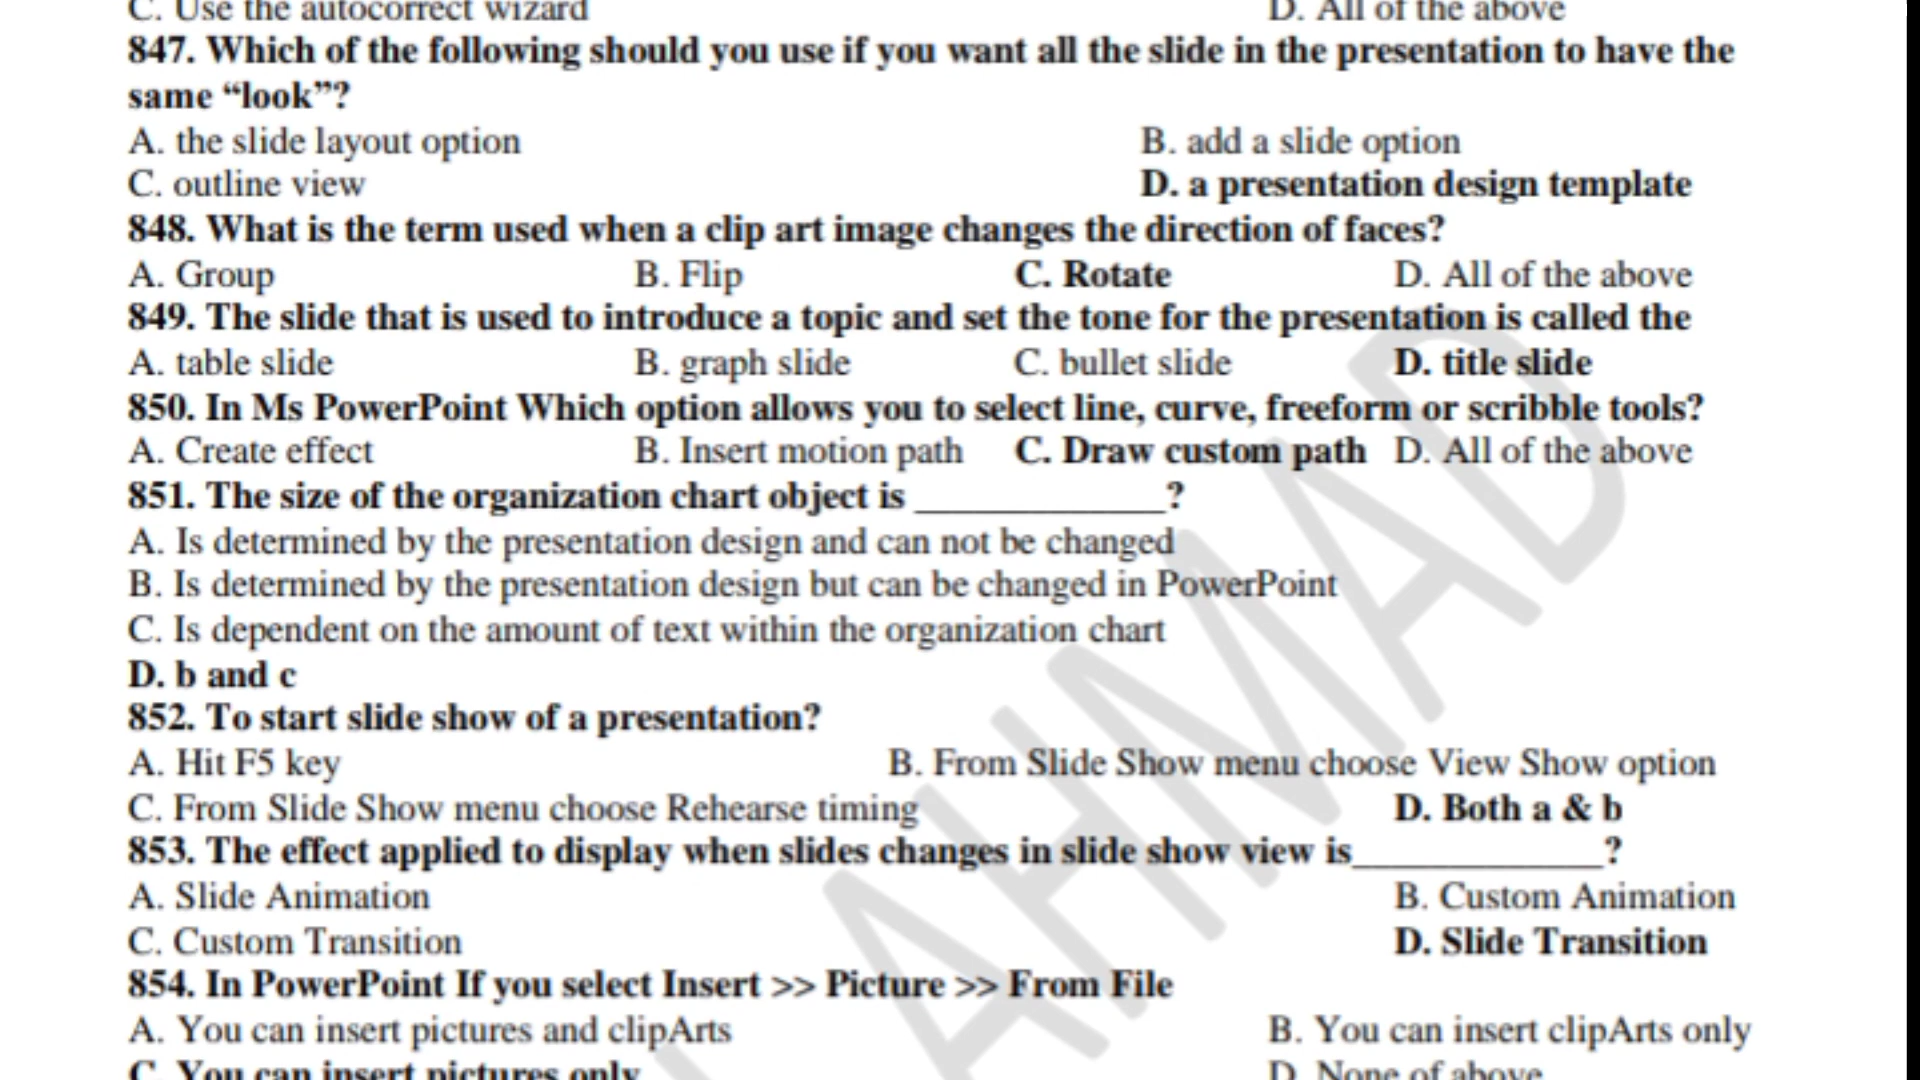 C. Use the autocorrect wizard D. All of the above
847. Which of the following should you use if you want all the slide in the presentation to have the
same “look”?
A. the slide layout option B. add a slide option
C. outline view D. a presentation design template
848. What is the term used when a clip art image changes the direction of faces?
A. Group B. Flip C. Rotate D. All of the above
849. The slide that is used to introduce a topic and set the tone for the presentation is called the
A. table slide B. graph slide C. bullet slide D. title slide
850. In Ms PowerPoint Which option allows you to select line, curve, freeform or scribble tools?
A. Create effect B. Insert motion path C. Draw custom path D. All of the above
851. The size of the organization chart object is _____________?
A. Is determined by the presentation design and can not be changed
B. Is determined by the presentation design but can be changed in PowerPoint
C. Is dependent on the amount of text within the organization chart
D. b and c
852. To start slide show of a presentation?
A. Hit F5 key B. From Slide Show menu choose View Show option
C. From Slide Show menu choose Rehearse timing D. Both a & b
853. The effect applied to display when slides changes in slide show view is_____________?
A. Slide Animation B. Custom Animation
C. Custom Transition D. Slide Transition
854. In PowerPoint If you select Insert >> Picture >> From File
A. You can insert pictures and clipArts B. You can insert clipArts only
C. You can insert pictures only D. None of above
AHMAD